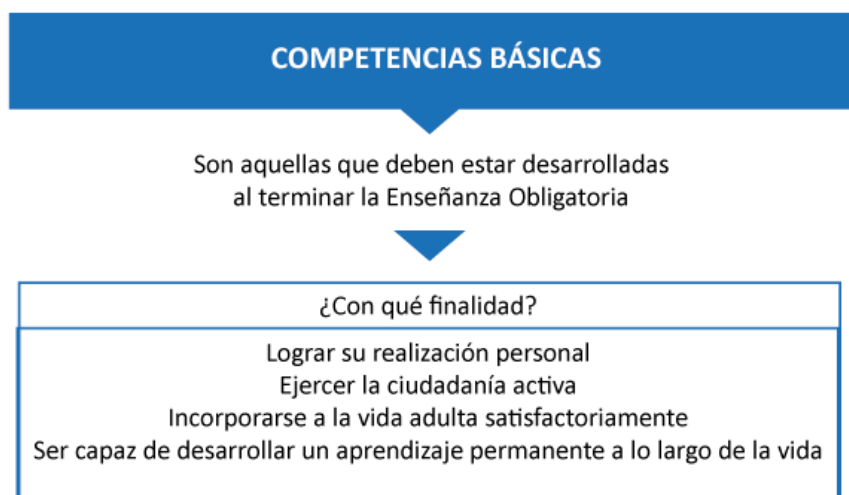 COMPETENCIAS BÁSICAS
Son aquellas que deben estar desarrolladas
al terminar la Enseñanza Obligatoria
¿Con qué finalidad?
Lograr su realización personal
Ejercer la ciudadanía activa
Incorporarse a la vida adulta satisfactoriamente
Ser capaz de desarrollar un aprendizaje permanente a lo largo de la vida